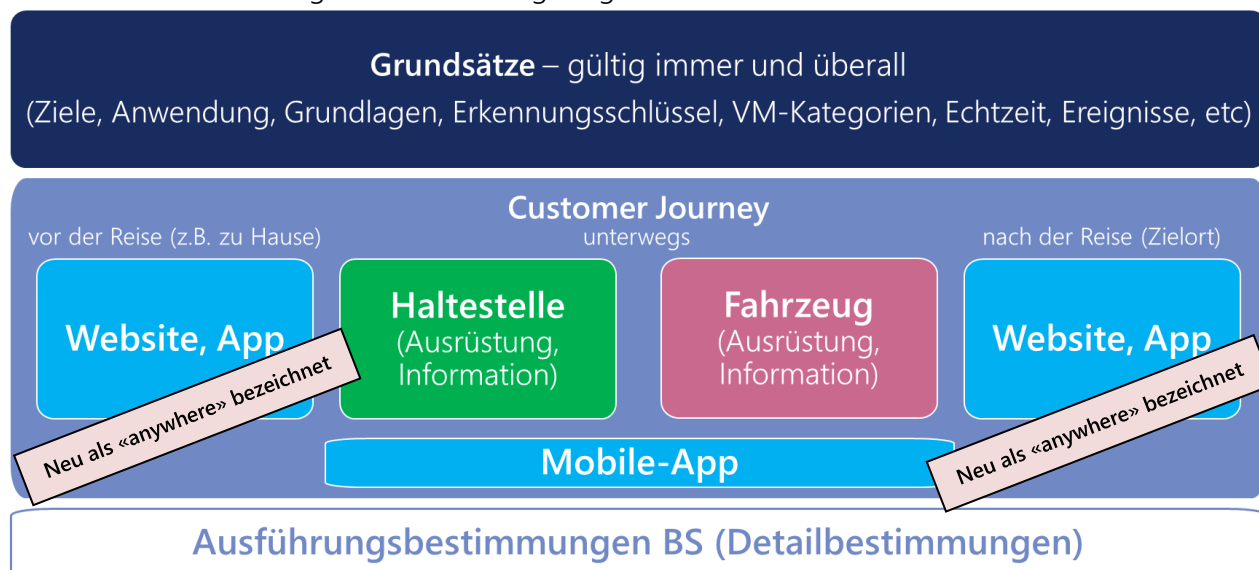 Grundsätze – gültig immer und überall
(Ziele, Anwendung, Grundlagen, Erkennungsschlüssel, VM-Kategorien, Echtzeit, Ereignisse, etc)
Customer Journey
vor der Reise (z.B. zu Hause)
unterwegs
nach der Reise (Zielort)
Website, App
Haltestelle
(Ausrüstung,
Information)
Fahrzeug
(Ausrüstung,
Information)
Website, App
Neu als «anywhere» bezeichnet
Neu als «anywhere» bezeichnet
Mobile-App
Ausführungsbestimmungen BS (Detailbestimmungen)